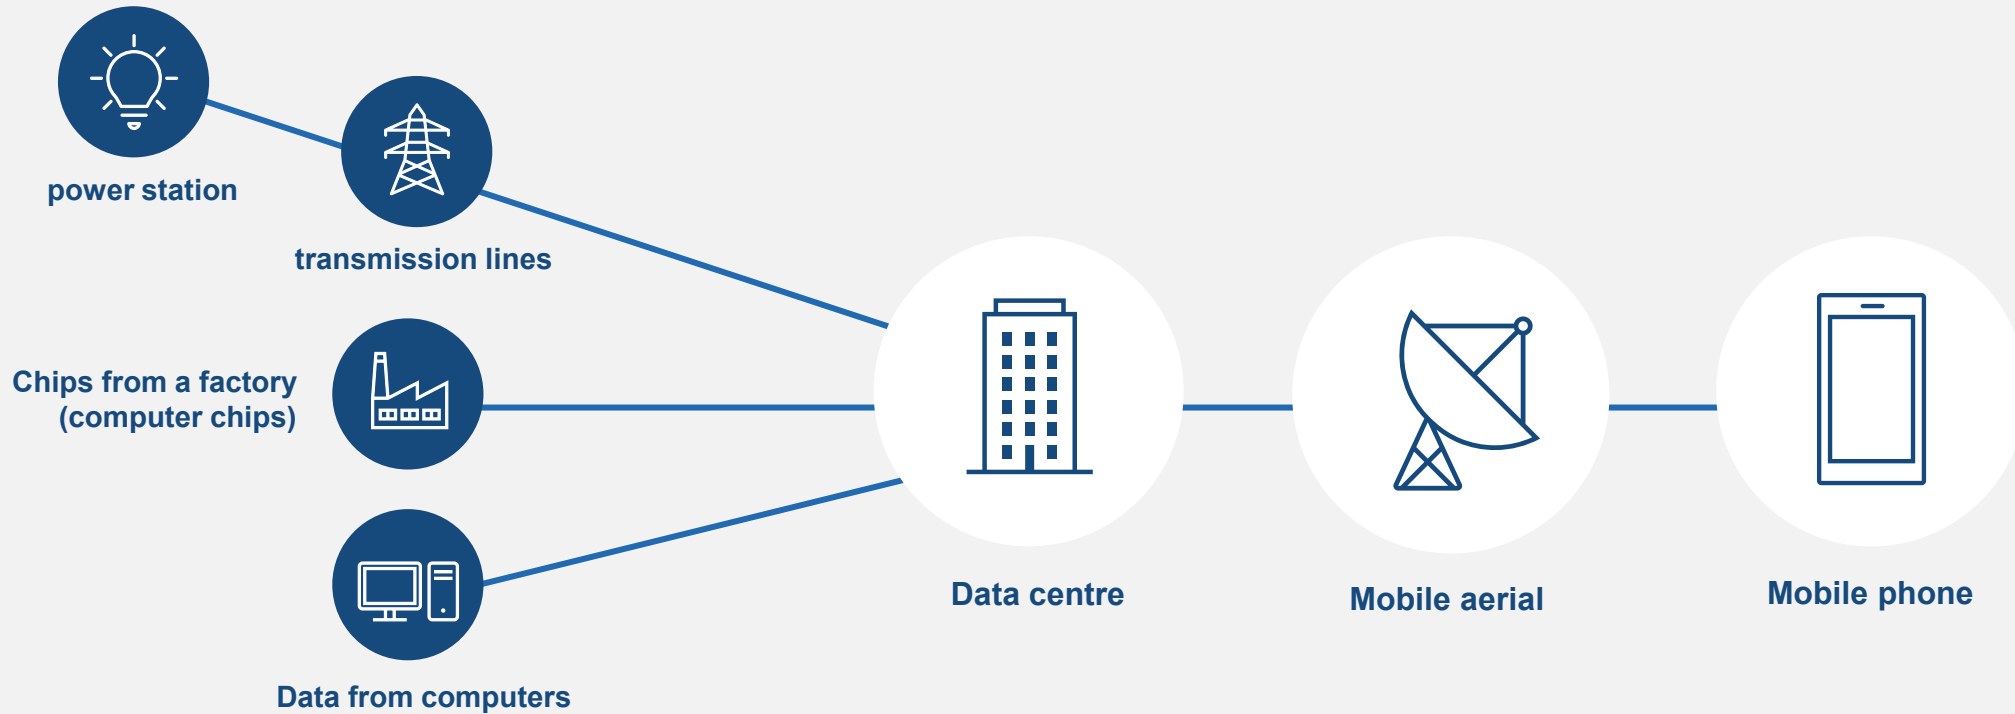 power station
transmission lines
Chips from a factory
(computer chips)
Data from computers
Data centre
Mobile aerial
Mobile phone